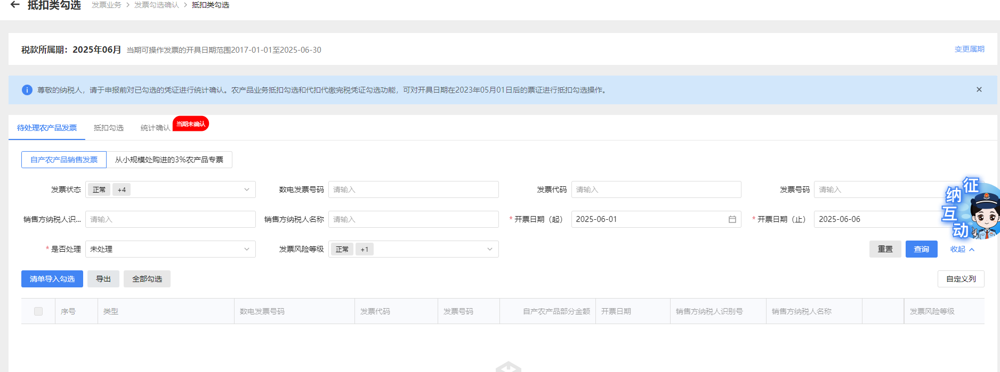 抵扣类勾选 发票业务 > 发票勾选确认 > 抵扣类勾选
税款所属期：2025年06月 当期可操作发票的开具日期范围2017-01-01至2025-06-30 变更属期
尊敬的纳税人，请于申报前对已勾选的凭证进行统计确认。农产品业务抵扣勾选和代扣代缴完税凭证勾选功能，可对开具日期在2023年05月01日后的票证进行抵扣勾选操作。
待处理农产品发票 抵扣勾选 统计确认 当期未确认
自产农产品销售发票 从小规模处购进的3%农产品专票
发票状态 正常 +4 数电发票号码 请输入 发票代码 请输入 发票号码 请输入
销售方纳税人识... 请输入 销售方纳税人名称 请输入 * 开票日期（起） 2025-06-01 * 开票日期（止） 2025-06-06
* 是否处理 未处理 发票风险等级 正常 +1 重置 查询 收起
征纳互动
清单导入勾选 导出 全部勾选 自定义列
序号 类型 数电发票号码 发票代码 发票号码 自产农产品部分金额 开票日期 销售方纳税人识别号 销售方纳税人名称 发票风险等级